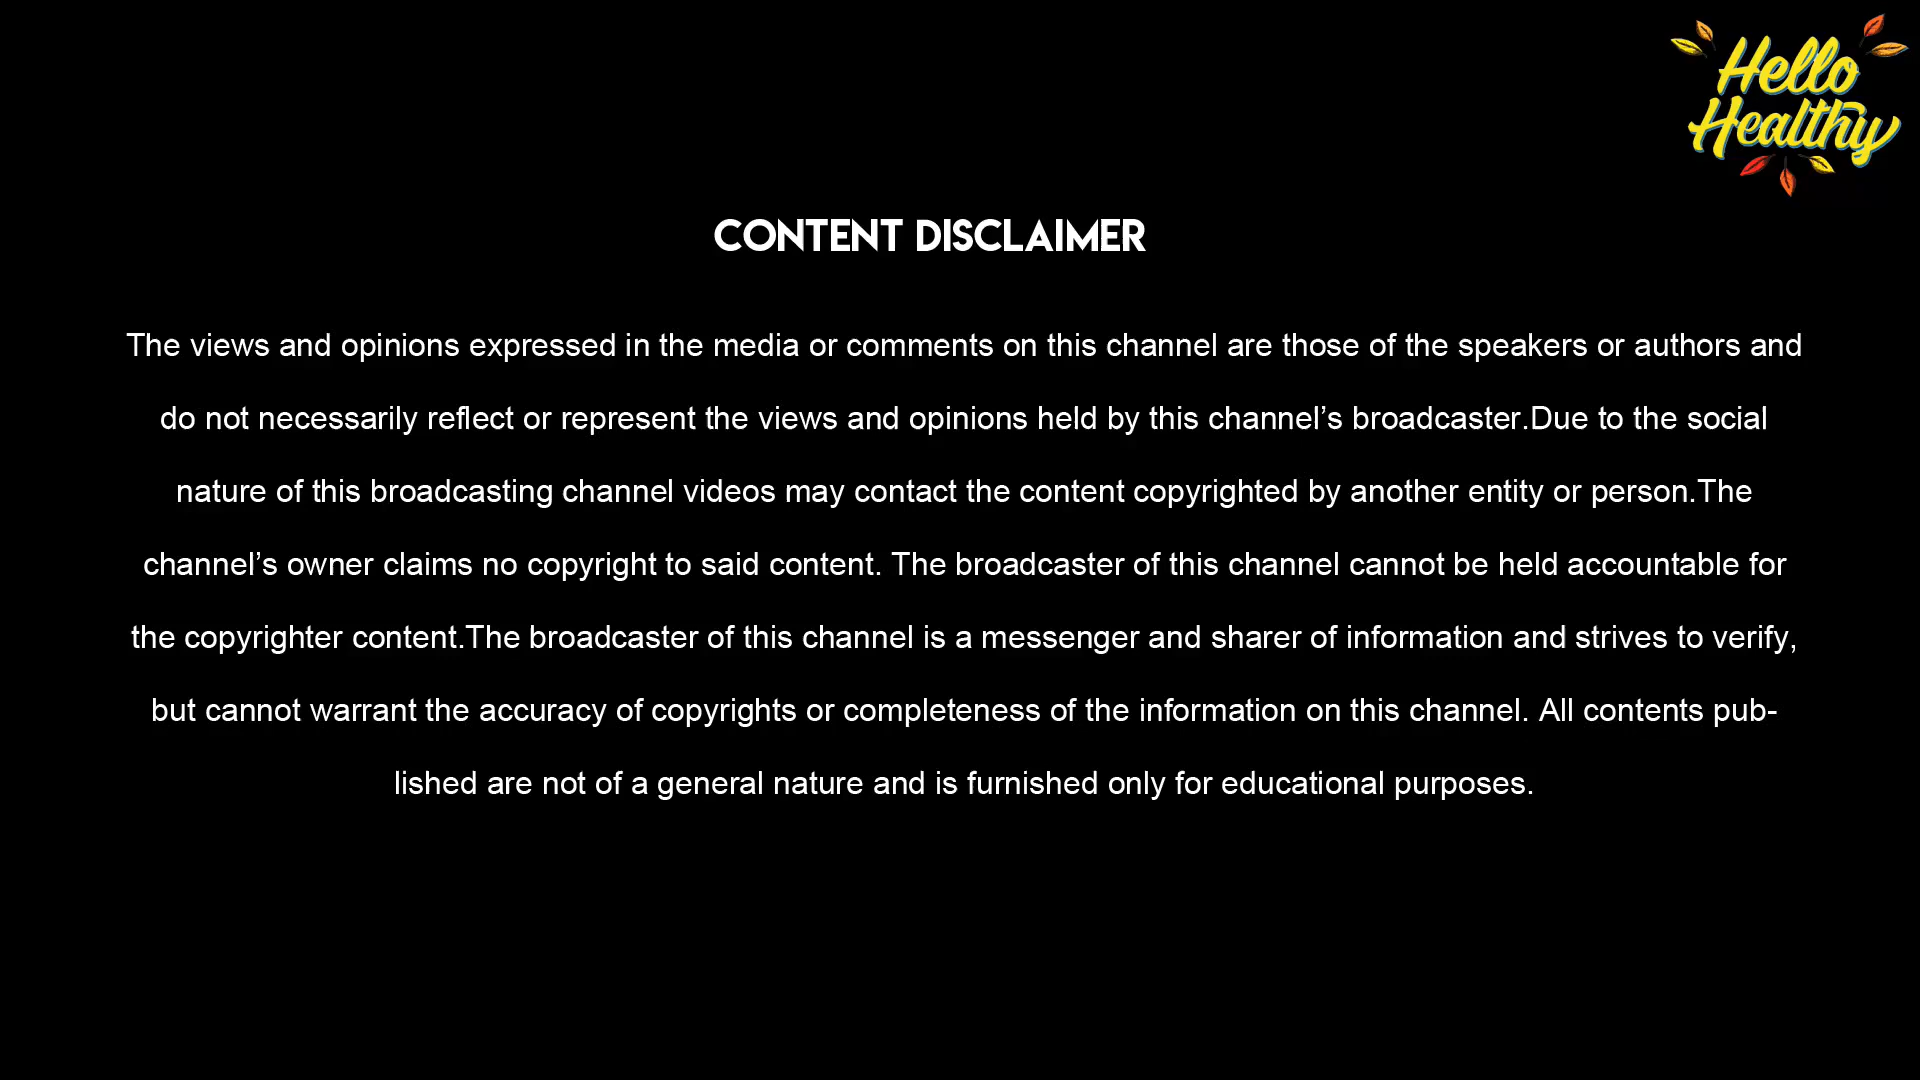 Hello
Healthy
CONTENT DISCLAIMER
The views and opinions expressed in the media or comments on this channel are those of the speakers or authors and
do not necessarily reflect or represent the views and opinions held by this channel’s broadcaster.Due to the social
nature of this broadcasting channel videos may contact the content copyrighted by another entity or person.The
channel’s owner claims no copyright to said content. The broadcaster of this channel cannot be held accountable for
the copyrighter content.The broadcaster of this channel is a messenger and sharer of information and strives to verify,
but cannot warrant the accuracy of copyrights or completeness of the information on this channel. All contents pub-
lished are not of a general nature and is furnished only for educational purposes.